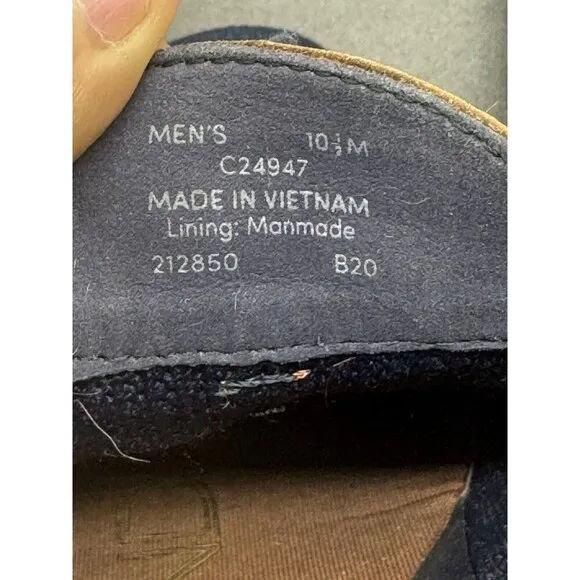 MEN'S 10½M
C24947
MADE IN VIETNAM
Lining: Manmade
212850 B20